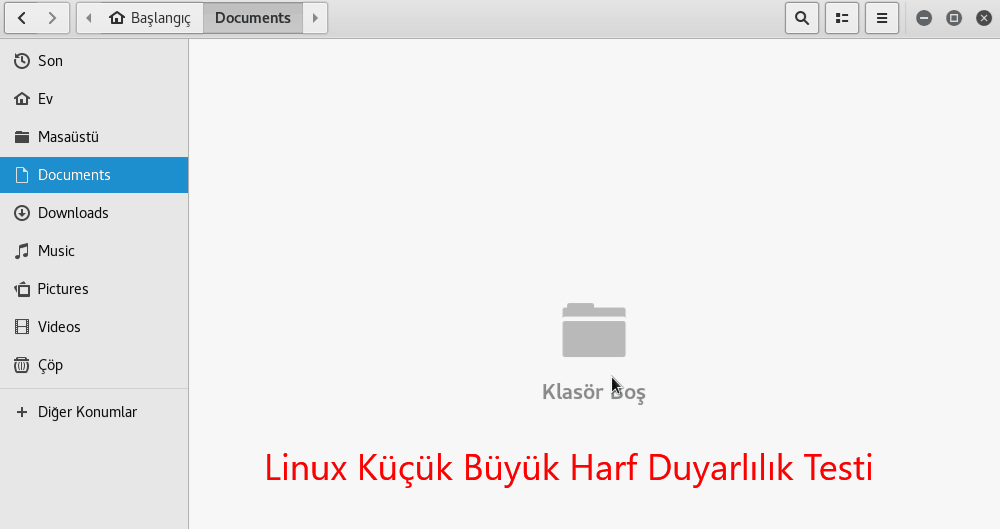 Başlangıç Documents
Son
Ev
Masaüstü
Documents
Downloads
Music
Pictures
Videos
Çöp
Diğer Konumlar
Klasör Boş
Linux Küçük Büyük Harf Duyarlılık Testi